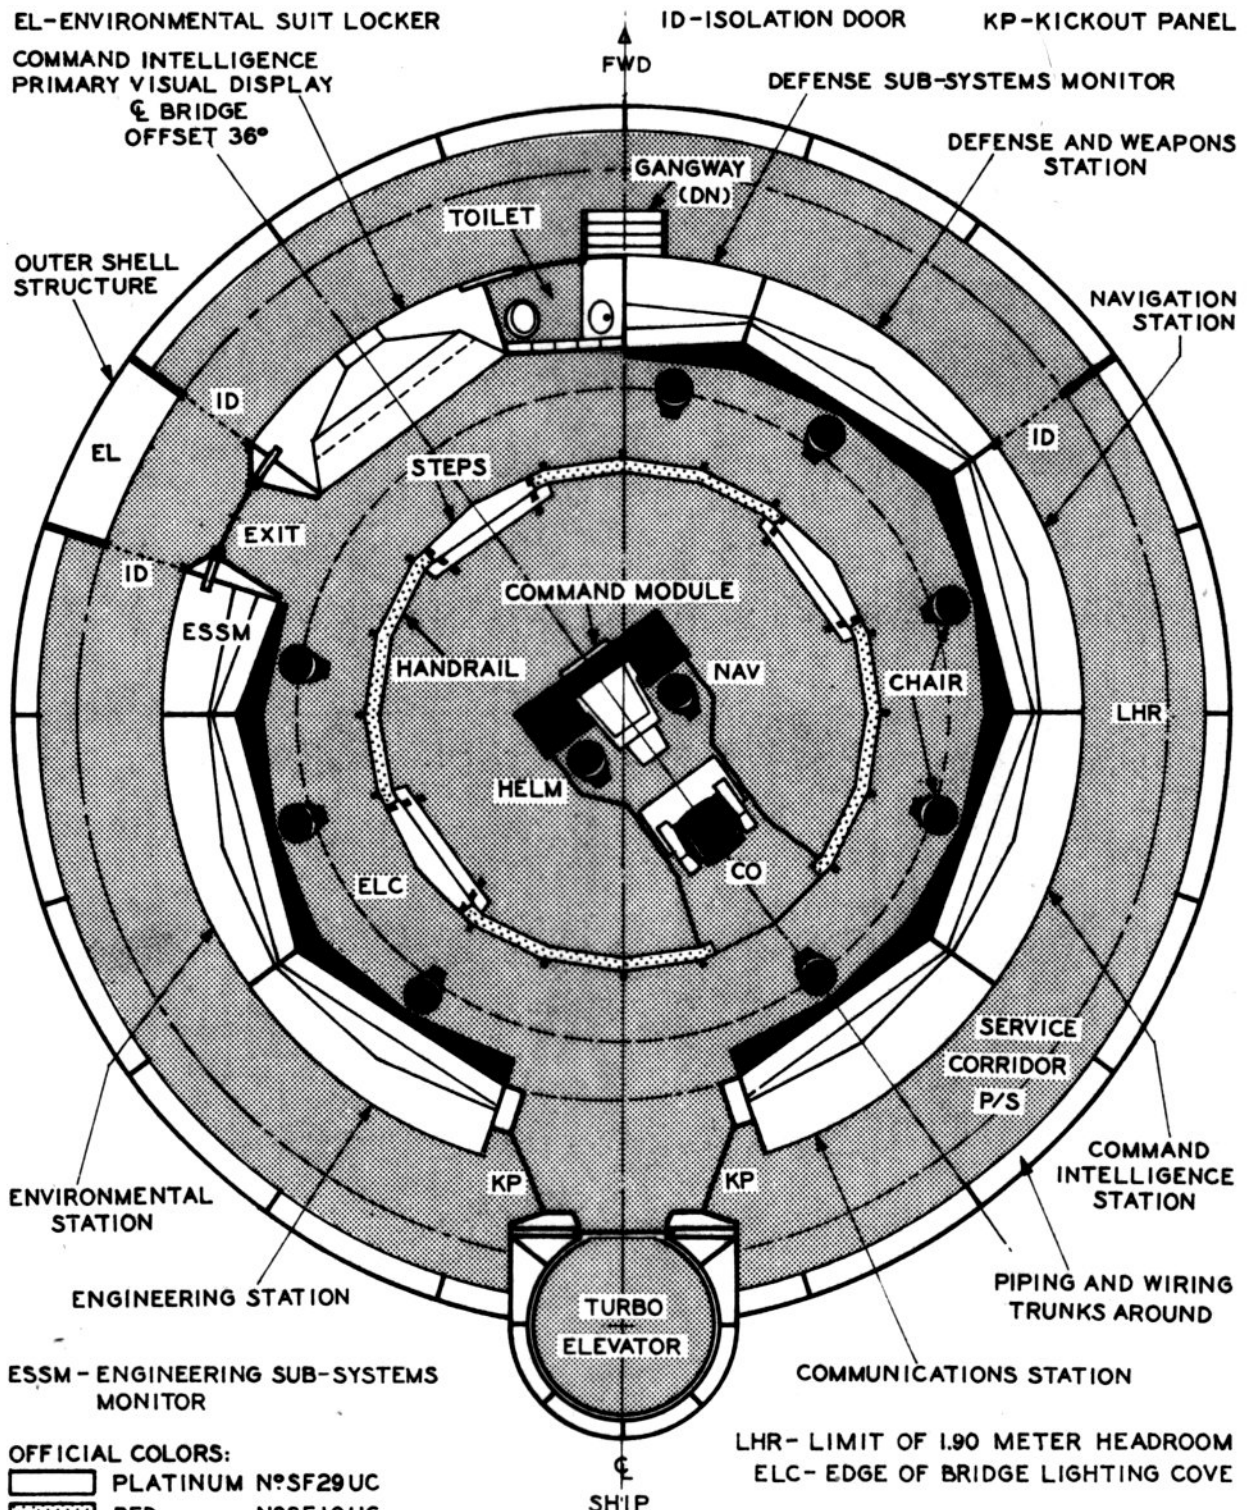 EL-ENVIRONMENTAL SUIT LOCKER
ID-ISOLATION DOOR
KP-KICKOUT PANEL
FWD
COMMAND INTELLIGENCE
PRIMARY VISUAL DISPLAY
℄ BRIDGE
OFFSET 36°
DEFENSE SUB-SYSTEMS MONITOR
DEFENSE AND WEAPONS
STATION
GANGWAY
(DN)
TOILET
OUTER SHELL
STRUCTURE
NAVIGATION
STATION
ID
ID
EL
STEPS
EXIT
ID
COMMAND MODULE
ESSM
HANDRAIL
NAV
CHAIR
LHR
HELM
CO
ELC
SERVICE
CORRIDOR
P/S
KP
KP
ENVIRONMENTAL
STATION
COMMAND
INTELLIGENCE
STATION
ENGINEERING STATION
PIPING AND WIRING
TRUNKS AROUND
TURBO
ELEVATOR
COMMUNICATIONS STATION
ESSM-ENGINEERING SUB-SYSTEMS
MONITOR
OFFICIAL COLORS:
PLATINUM Nº SF29UC
LHR-LIMIT OF 1.90 METER HEADROOM
ELC-EDGE OF BRIDGE LIGHTING COVE
℄
SHIP